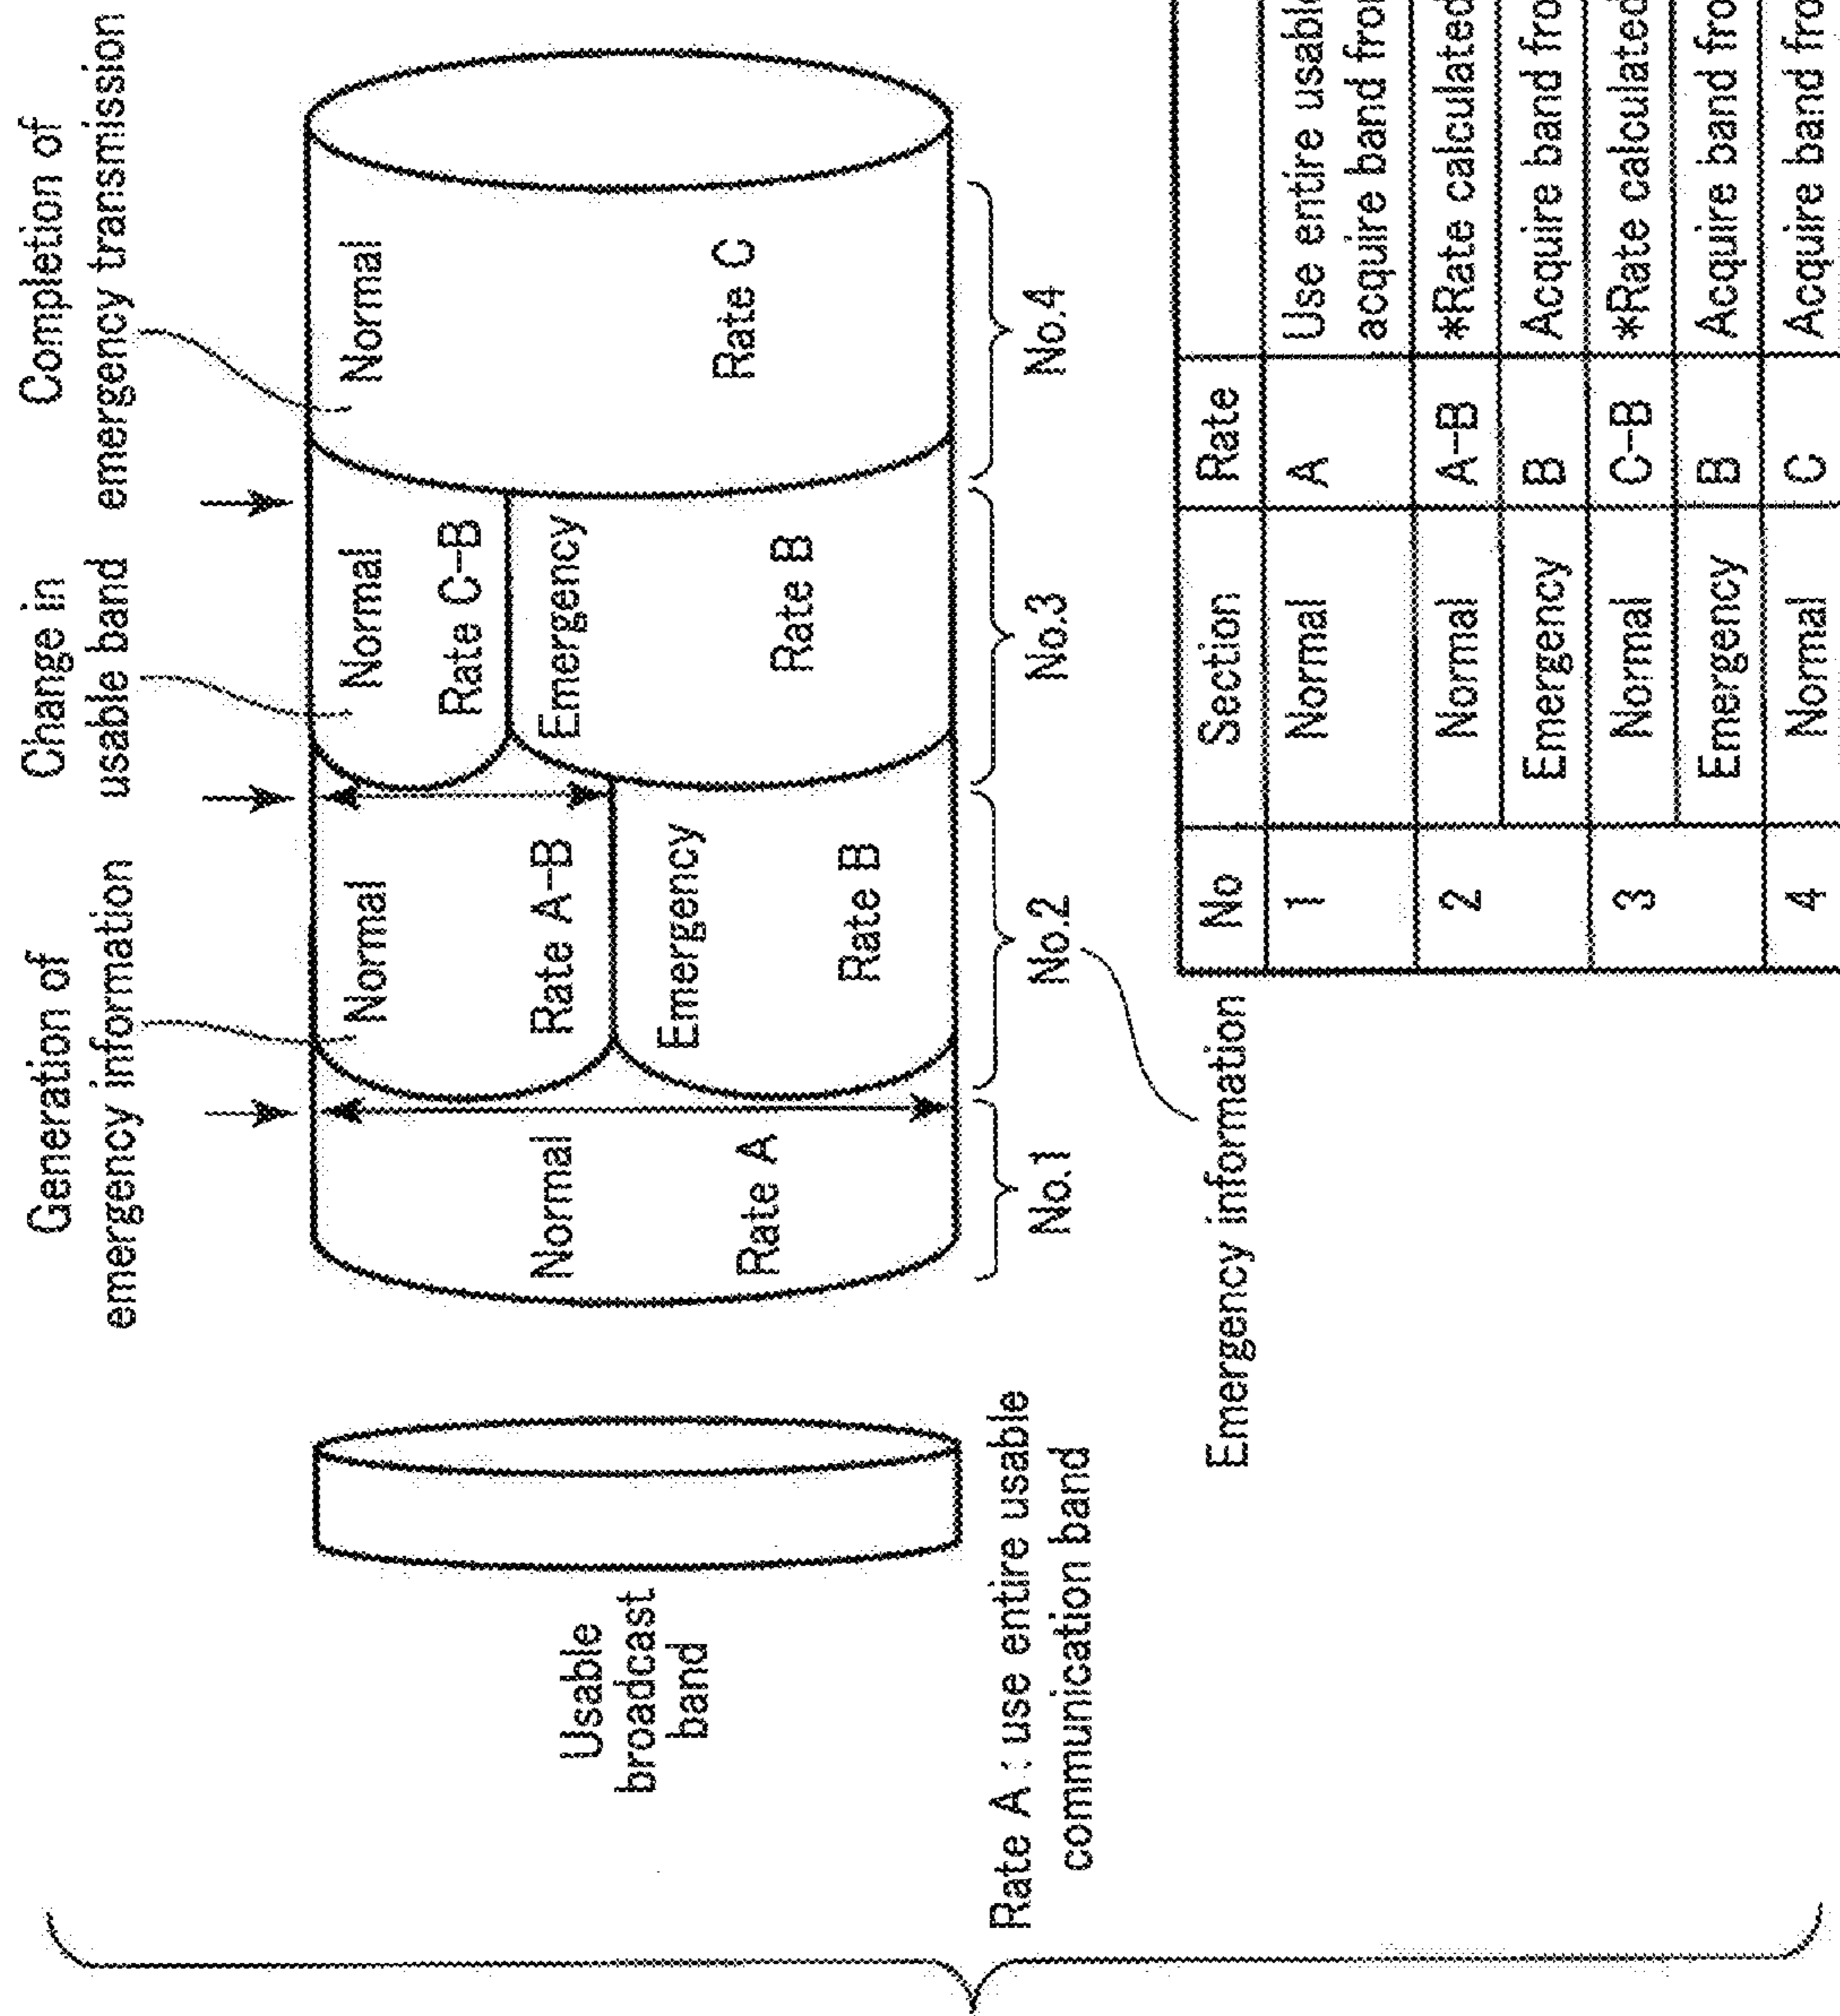 Generation of
emergency information
Change in
usable band
Completion of
emergency transmission
Usable
broadcast
band
Normal
Rate A
Normal
Rate A-B
Emergency
Rate B
Normal
Rate C-B
Emergency
Rate B
Normal
Rate C
No.1
No.2
No.3
No.4
Rate A : use entire usable
communication band
Emergency information
No Section Rate
1 Normal A Use entire usable
acquire band from
2 Normal A-B *Rate calculated
Emergency B Acquire band fro
3 Normal C-B *Rate calculated
Emergency B Acquire band fro
4 Normal C Acquire band fro